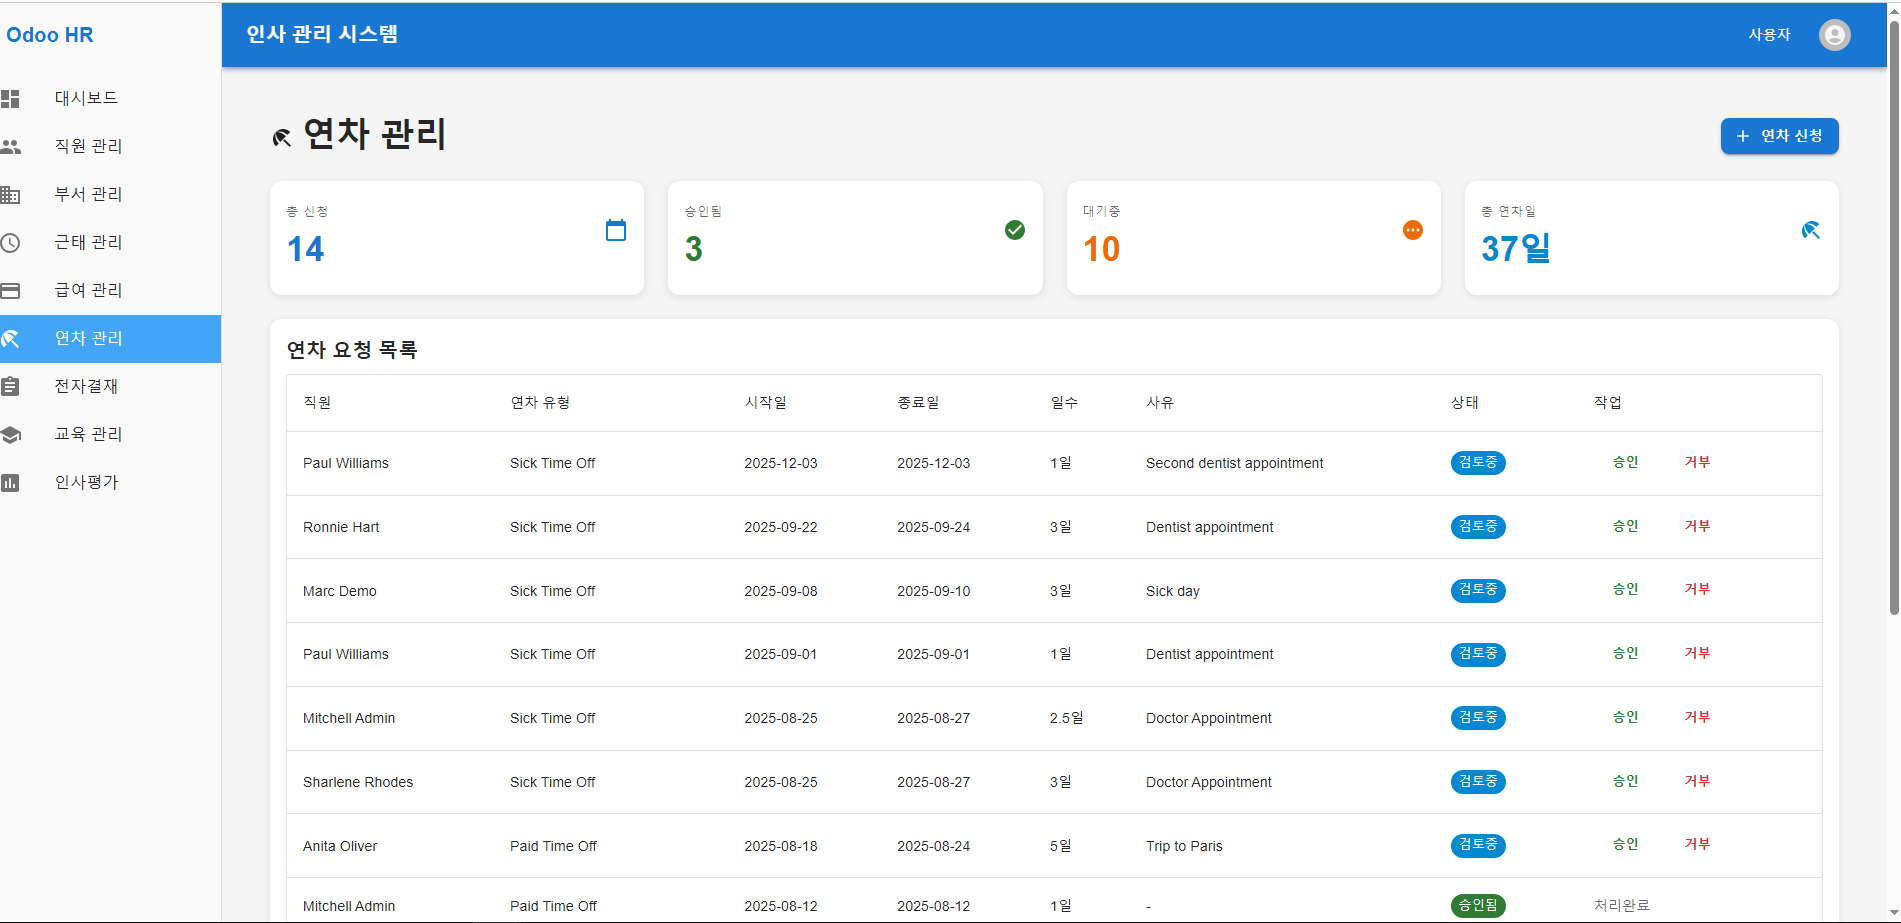 Odoo HR
인사 관리 시스템
사용자
대시보드
직원 관리
부서 관리
근태 관리
급여 관리
연차 관리
전자결재
교육 관리
인사평가
연차 관리
+ 연차 신청
총 신청
14
승인됨
3
대기중
10
총 연차일
37일
연차 요청 목록
직원 연차 유형 시작일 종료일 일수 사유 상태 작업
Paul Williams Sick Time Off 2025-12-03 2025-12-03 1일 Second dentist appointment 검토중 승인 거부
Ronnie Hart Sick Time Off 2025-09-22 2025-09-24 3일 Dentist appointment 검토중 승인 거부
Marc Demo Sick Time Off 2025-09-08 2025-09-10 3일 Sick day 검토중 승인 거부
Paul Williams Sick Time Off 2025-09-01 2025-09-01 1일 Dentist appointment 검토중 승인 거부
Mitchell Admin Sick Time Off 2025-08-25 2025-08-27 2.5일 Doctor Appointment 검토중 승인 거부
Sharlene Rhodes Sick Time Off 2025-08-25 2025-08-27 3일 Doctor Appointment 검토중 승인 거부
Anita Oliver Paid Time Off 2025-08-18 2025-08-24 5일 Trip to Paris 검토중 승인 거부
Mitchell Admin Paid Time Off 2025-08-12 2025-08-12 1일 - 승인됨 처리완료